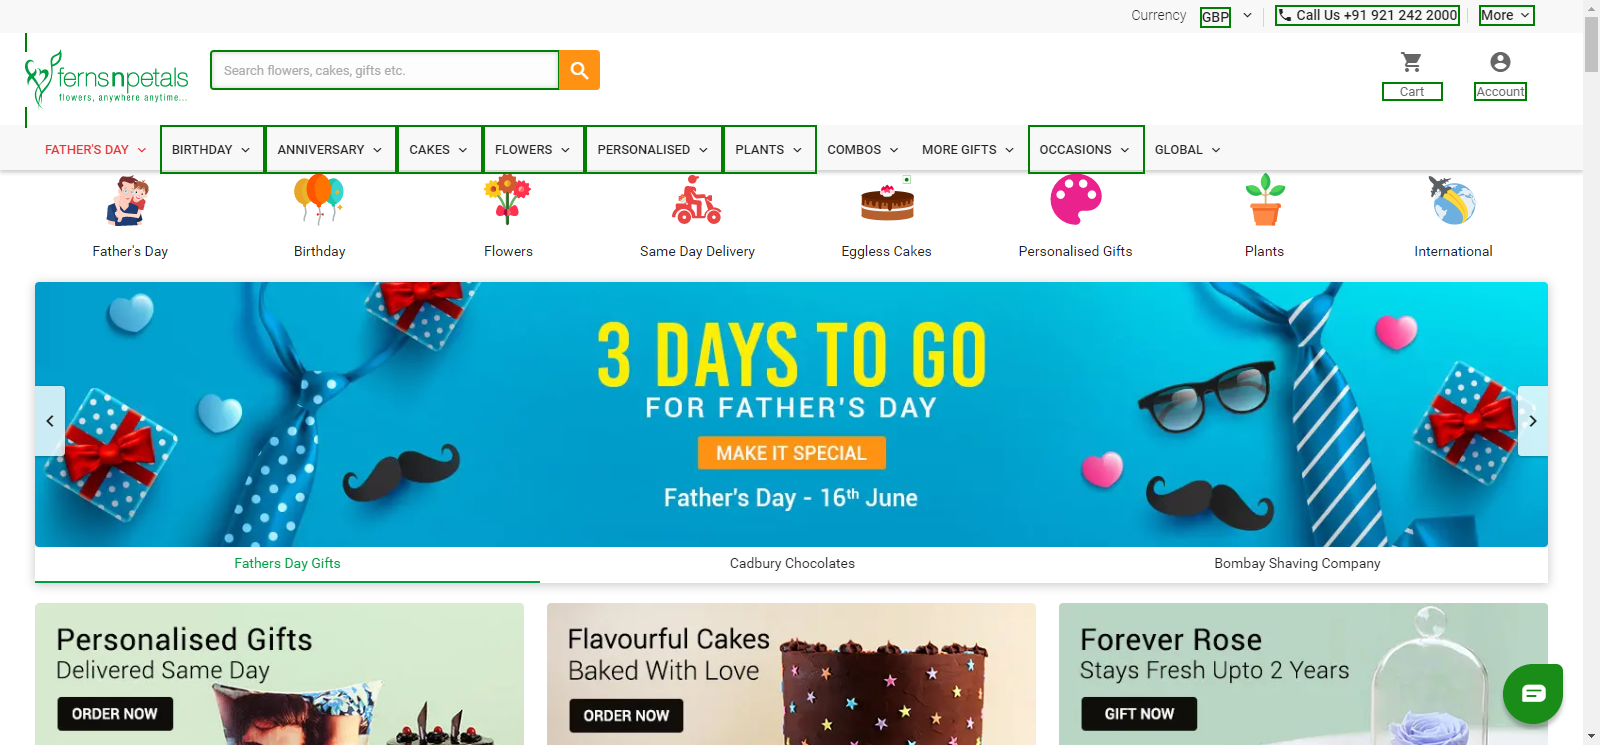 Currency GBP Call Us +91 921 242 2000 More
fernsnpetals
flowers, anywhere anytime...
Search flowers, cakes, gifts etc.
Cart Account
FATHER'S DAY BIRTHDAY ANNIVERSARY CAKES FLOWERS PERSONALISED PLANTS COMBOS MORE GIFTS OCCASIONS GLOBAL
Father's Day Birthday Flowers Same Day Delivery Eggless Cakes Personalised Gifts Plants International
3 DAYS TO GO
FOR FATHER'S DAY
MAKE IT SPECIAL
Father's Day - 16th June
Fathers Day Gifts Cadbury Chocolates Bombay Shaving Company
Personalised Gifts
Delivered Same Day
ORDER NOW
Flavourful Cakes
Baked With Love
ORDER NOW
Forever Rose
Stays Fresh Upto 2 Years
GIFT NOW